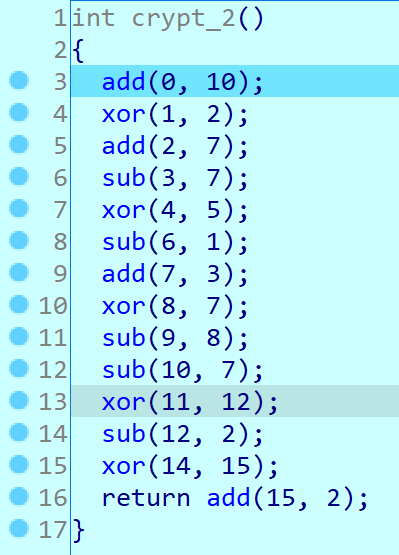 1 int crypt_2()
2 {
3 add(0, 10);
4 xor(1, 2);
5 add(2, 7);
6 sub(3, 7);
7 xor(4, 5);
8 sub(6, 1);
9 add(7, 3);
10 xor(8, 7);
11 sub(9, 8);
12 sub(10, 7);
13 xor(11, 12);
14 sub(12, 2);
15 xor(14, 15);
16 return add(15, 2);
17 }